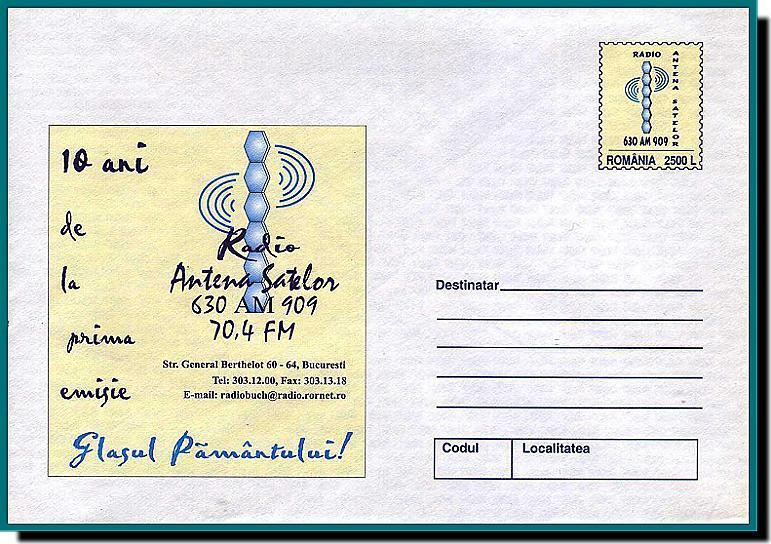 10 ani
de
la
prima
emişie
Radio
Antena Satelor
630 AM 909
70,4 FM
Str. General Berthelot 60 - 64, Bucuresti
Tel: 303.12.00, Fax: 303.13.18
E-mail: radiobuch@radio.rornet.ro
Glaşul Pământului!
RADIO
ANTENA SATELOR
630 AM 909
ROMÂNIA 2500 L
Destinatar
Codul
Localitatea